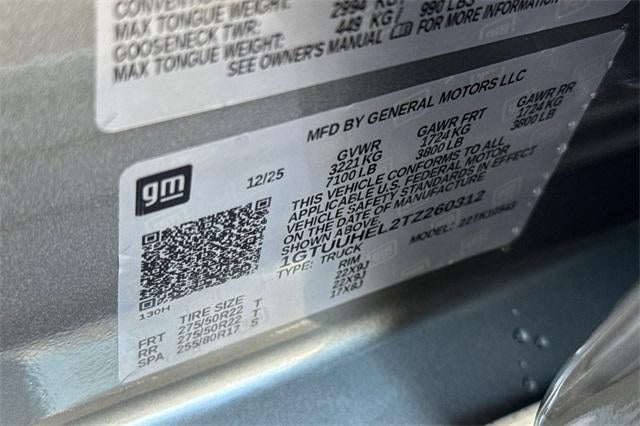 CONVEN
MAX TONGUE WEIGHT: 2994 KG/ 990 LBS
GOOSENECK TWR: 449 KG/ FOR MORE INFORMATION
MAX TONGUE WEIGHT:
SEE OWNER'S MANUAL
MFD BY GENERAL MOTORS LLC
gm
12/25
GVWR GAWR FRT GAWR RR
3221 KG 1724 KG 1724 KG
7100 LB 3800 LB 3800 LB
THIS VEHICLE CONFORMS TO ALL
APPLICABLE U.S. FEDERAL MOTOR
VEHICLE SAFETY STANDARDS IN EFFECT
ON THE DATE OF MANUFACTURE
SHOWN ABOVE.
1GTUUHEL2TZ260312
TYPE: TRUCK MODEL:
130H
TIRE SIZE RIM
FRT 275/50R22 T 22X9J
RR 275/50R22 T 22X9J
SPA 255/80R17 S 17X8J